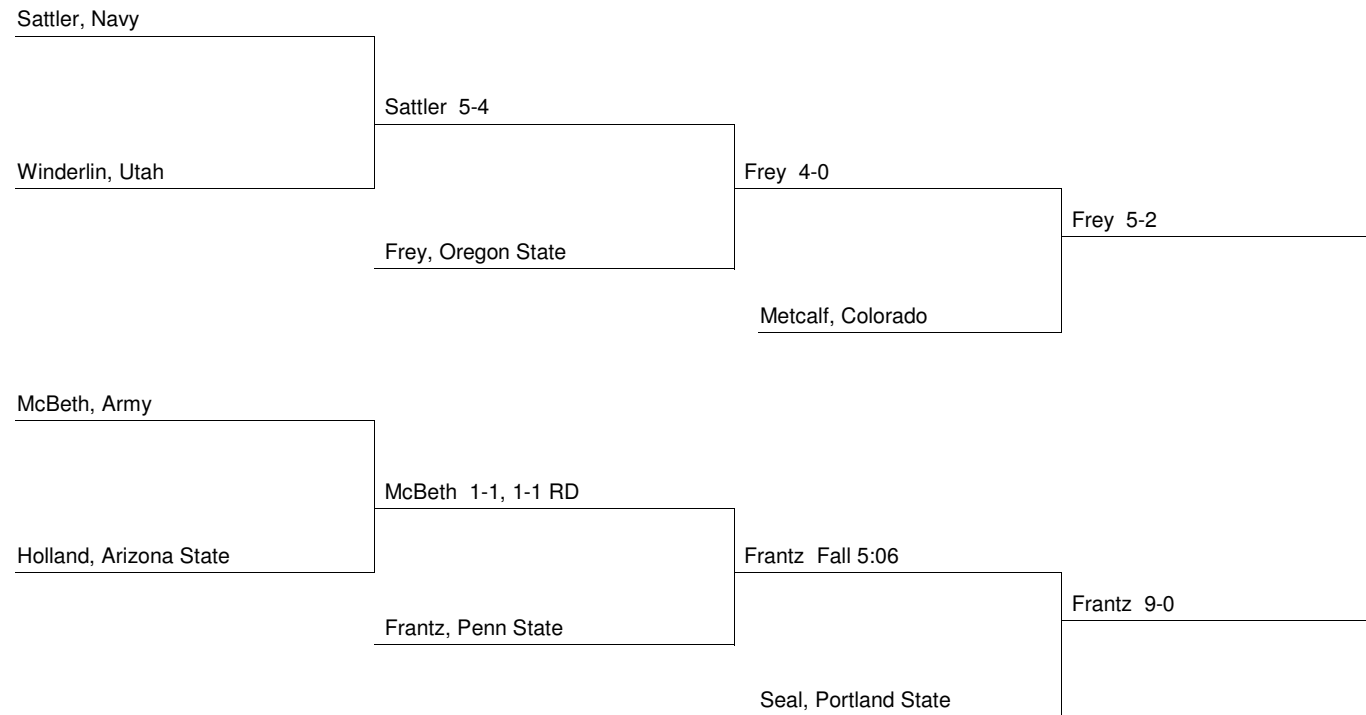 Sattler, Navy
Sattler 5-4
Winderlin, Utah
Frey 4-0
Frey 5-2
Frey, Oregon State
Metcalf, Colorado
McBeth, Army
McBeth 1-1, 1-1 RD
Holland, Arizona State
Frantz Fall 5:06
Frantz 9-0
Frantz, Penn State
Seal, Portland State